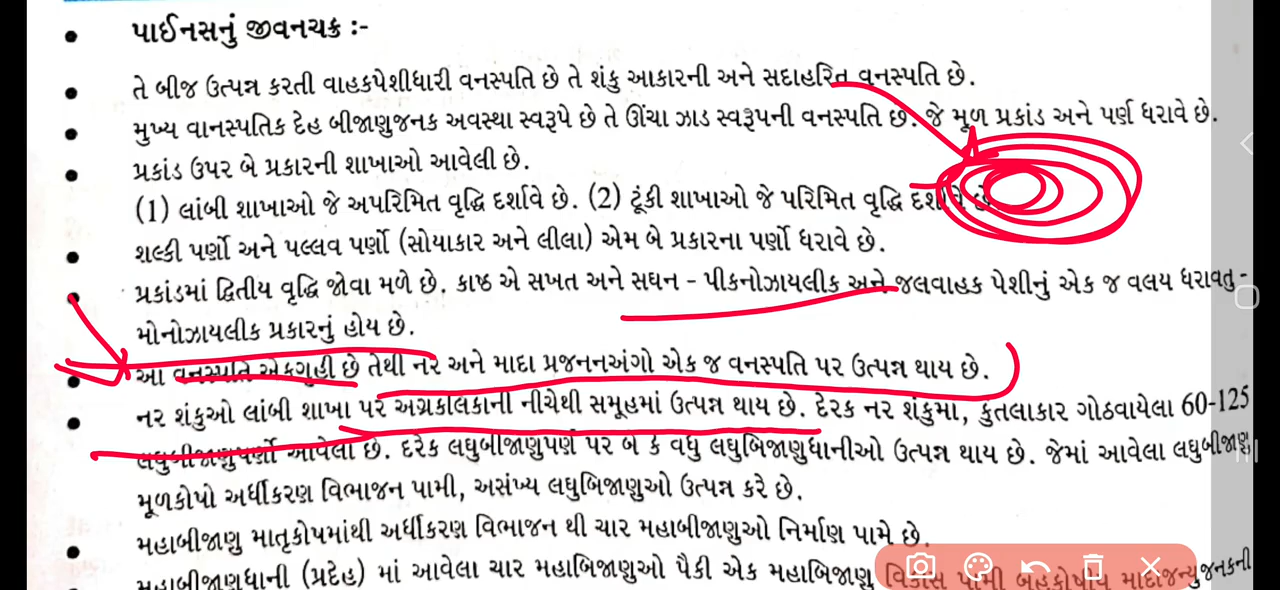 પાઈનસનું જીવનચક્ર :-
તે બીજ ઉત્પન્ન કરતી વાહકપેશીધારી વનસ્પતિ છે તે શંકુ આકારની અને સદાહરિત વનસ્પતિ છે.
મુખ્ય વાનસ્પતિક દેહ બીજાણુજનક અવસ્થા સ્વરૂપે છે તે ઊંચા ઝાડ સ્વરૂપની વનસ્પતિ છે. જે મૂળ પ્રકાંડ અને પર્ણ ધરાવે છે.
પ્રકાંડ ઉપર બે પ્રકારની શાખાઓ આવેલી છે.
(1) લાંબી શાખાઓ જે અપરિમિત વૃદ્ધિ દર્શાવે છે. (2) ટૂંકી શાખાઓ જે પરિમિત વૃદ્ધિ દર્શાવે છે
શલ્કી પર્ણો અને પલ્લવ પર્ણો (સોયાકાર અને લીલા) એમ બે પ્રકારના પર્ણો ધરાવે છે.
પ્રકાંડમાં દ્વિતીય વૃદ્ધિ જોવા મળે છે. કાષ્ઠ એ સખત અને સઘન - પીકનોઝાયલીક અને જલવાહક પેશીનું એક જ વલય ધરાવતુ -
મોનોઝાયલીક પ્રકારનું હોય છે.
આ વનસ્પતિ એકગૃહી છે તેથી નર અને માદા પ્રજનનઅંગો એક જ વનસ્પતિ પર ઉત્પન્ન થાય છે.
નર શંકુઓ લાંબી શાખા પર અગ્રકલિકાની નીચેથી સમૂહમાં ઉત્પન્ન થાય છે. દેરક નર શંકુમા, કુંતલાકાર ગોઠવાયેલા 60-125
લઘુબીજાણુપર્ણો આવેલા છે. દરેક લઘુબીજાણુપર્ણ પર બે કે વધુ લઘુબિજાણુધાનીઓ ઉત્પન્ન થાય છે. જેમાં આવેલા લઘુબીજાણુ
મૂળકોષો અર્ધીકરણ વિભાજન પામી, અસંખ્ય લઘુબિજાણુઓ ઉત્પન્ન કરે છે.
મહાબીજાણુ માતૃકોષમાંથી અર્ધીકરણ વિભાજન થી ચાર મહાબીજાણુઓ નિર્માણ પામે છે.
મહાબીજાણુધાની (પ્રદેહ) માં આવેલા ચાર મહાબિજાણુઓ પૈકી એક મહાબિજાણુ વિકાસ પામી બહુકોષીય માદાજન્યુજનકની